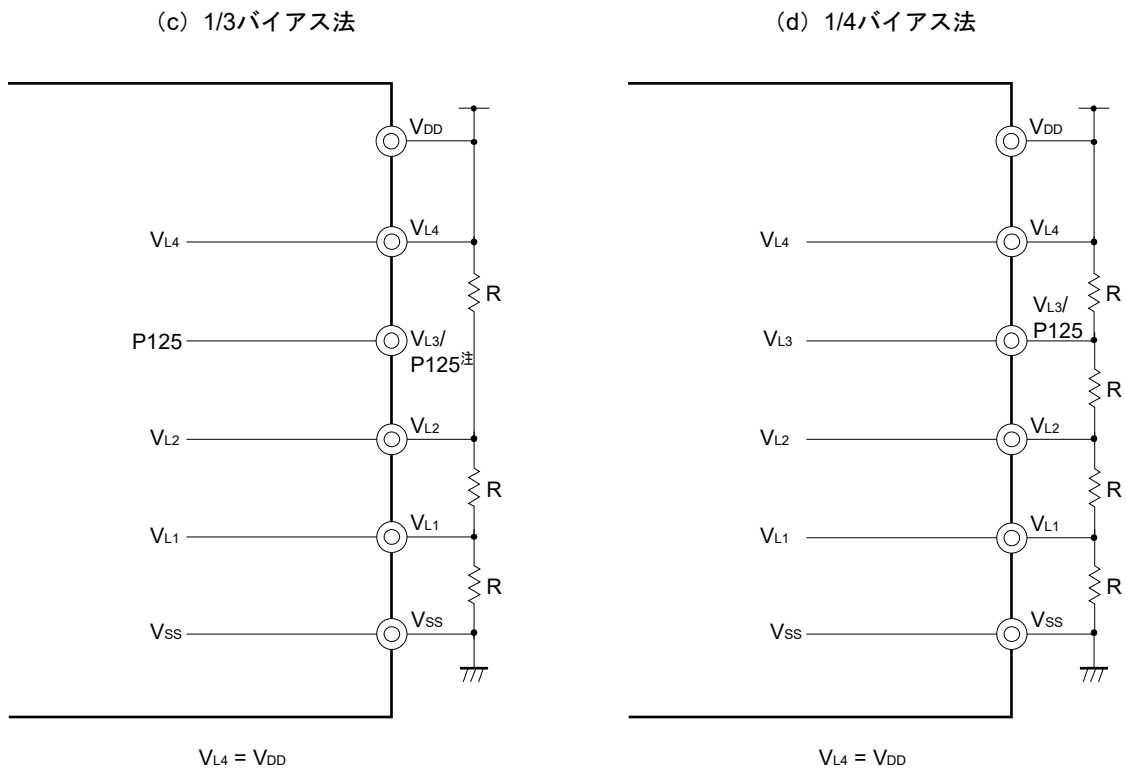 (c) 1/3バイアス法
VDD
VL4
VL4
R
P125
VL3/
P125注
VL2
VL2
R
VL1
VL1
R
VSS
VSS
VL4 = VDD
(d) 1/4バイアス法
VDD
VL4
VL4
R
VL3/
P125
VL3
R
VL2
VL2
R
VL1
VL1
R
VSS
VSS
VL4 = VDD